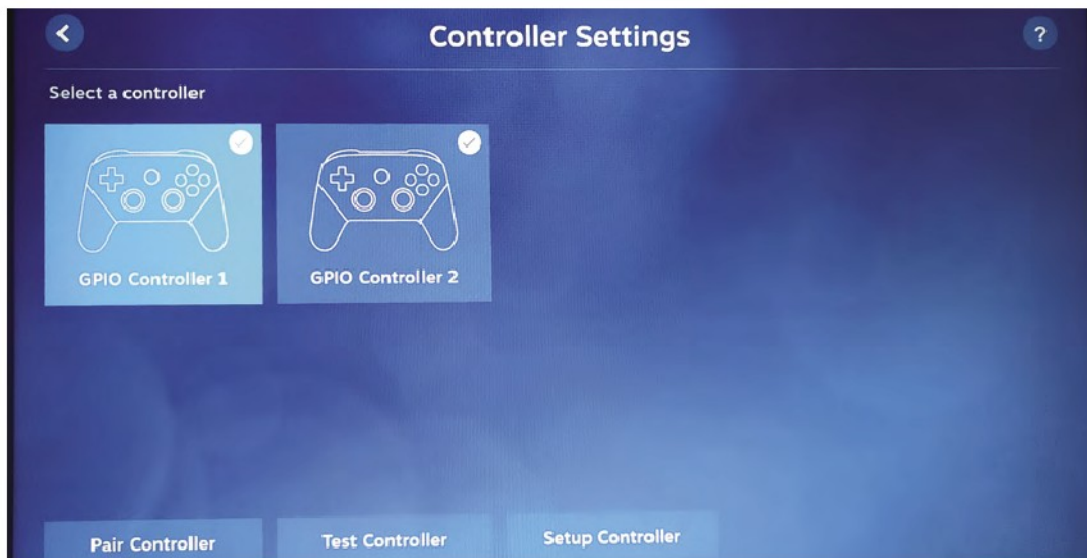 Controller Settings
?
Select a controller
GPIO Controller 1
GPIO Controller 2
Pair Controller
Test Controller
Setup Controller